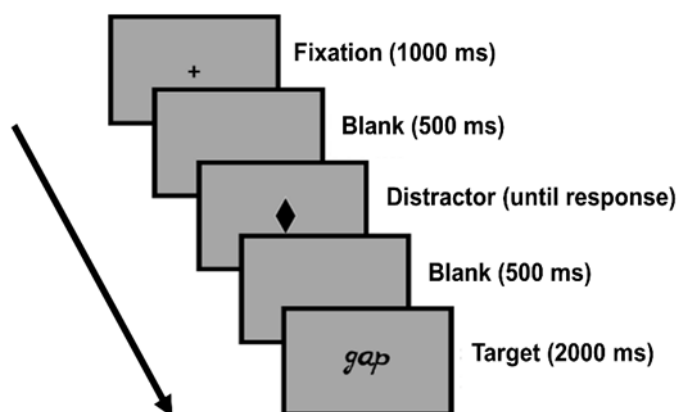 Fixation (1000 ms)
+
Blank (500 ms)
Distractor (until response)
Blank (500 ms)
gap
Target (2000 ms)